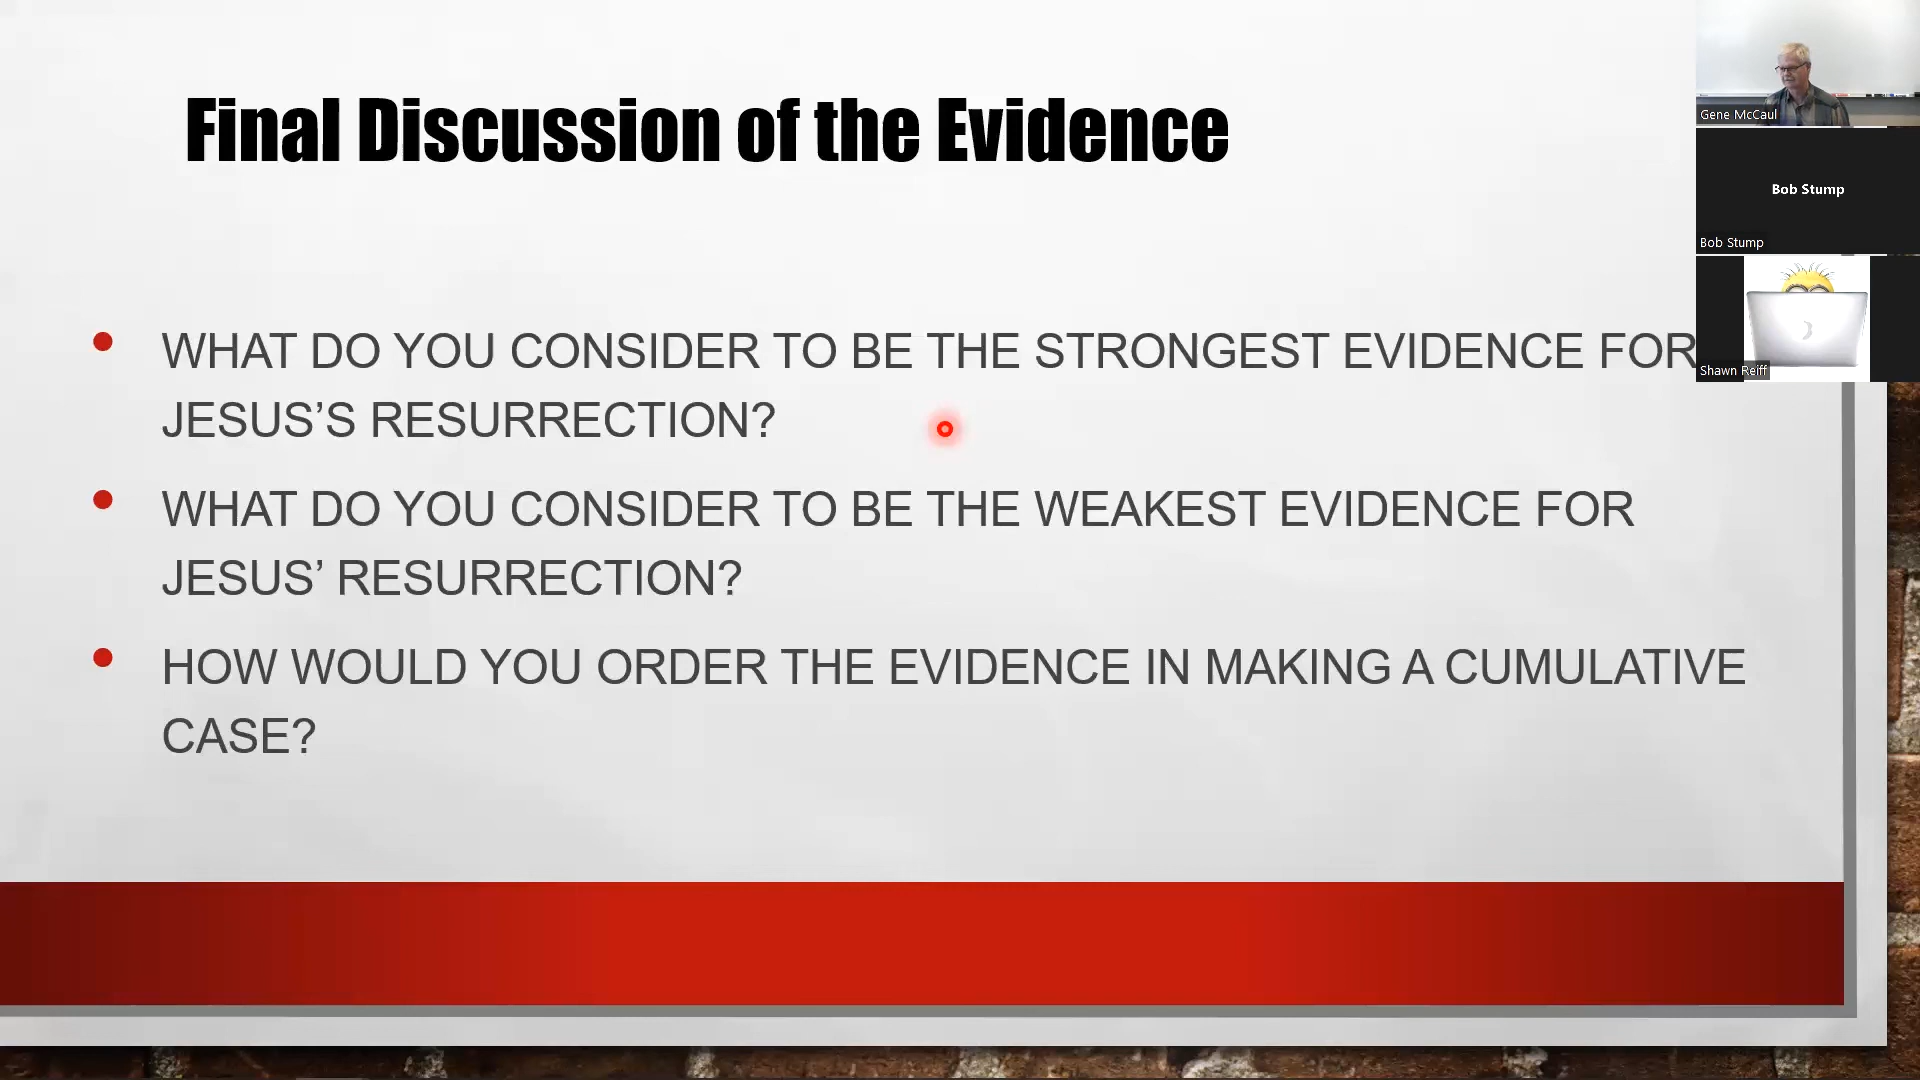 Final Discussion of the Evidence
WHAT DO YOU CONSIDER TO BE THE STRONGEST EVIDENCE FOR
JESUS’S RESURRECTION?
WHAT DO YOU CONSIDER TO BE THE WEAKEST EVIDENCE FOR
JESUS’ RESURRECTION?
HOW WOULD YOU ORDER THE EVIDENCE IN MAKING A CUMULATIVE
CASE?
Gene McCaul
Bob Stump
Bob Stump
Shawn Reiff